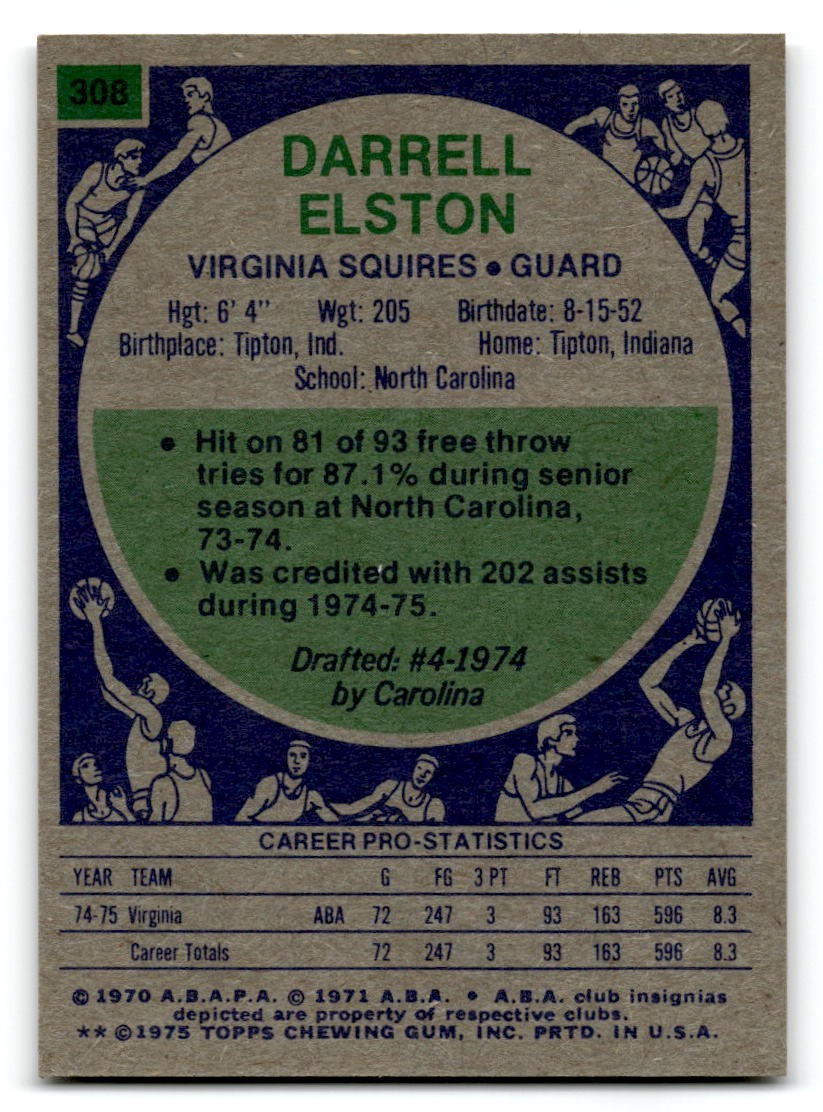 308
DARRELL
ELSTON
VIRGINIA SQUIRES • GUARD
Hgt: 6' 4" Wgt: 205 Birthdate: 8-15-52
Birthplace: Tipton, Ind. Home: Tipton, Indiana
School: North Carolina
• Hit on 81 of 93 free throw
tries for 87.1% during senior
season at North Carolina,
73-74.
• Was credited with 202 assists
during 1974-75.
Drafted: #4-1974
by Carolina
CAREER PRO-STATISTICS
YEAR TEAM G FG 3 PT FT REB PTS AVG
74-75 Virginia ABA 72 247 3 93 163 596 8.3
Career Totals 72 247 3 93 163 596 8.3
© 1970 A.B.A.P.A. © 1971 A.B.A. • A.B.A. club insignias
depicted are property of respective clubs.
** ©1975 TOPPS CHEWING GUM, INC. PRTD. IN U.S.A.